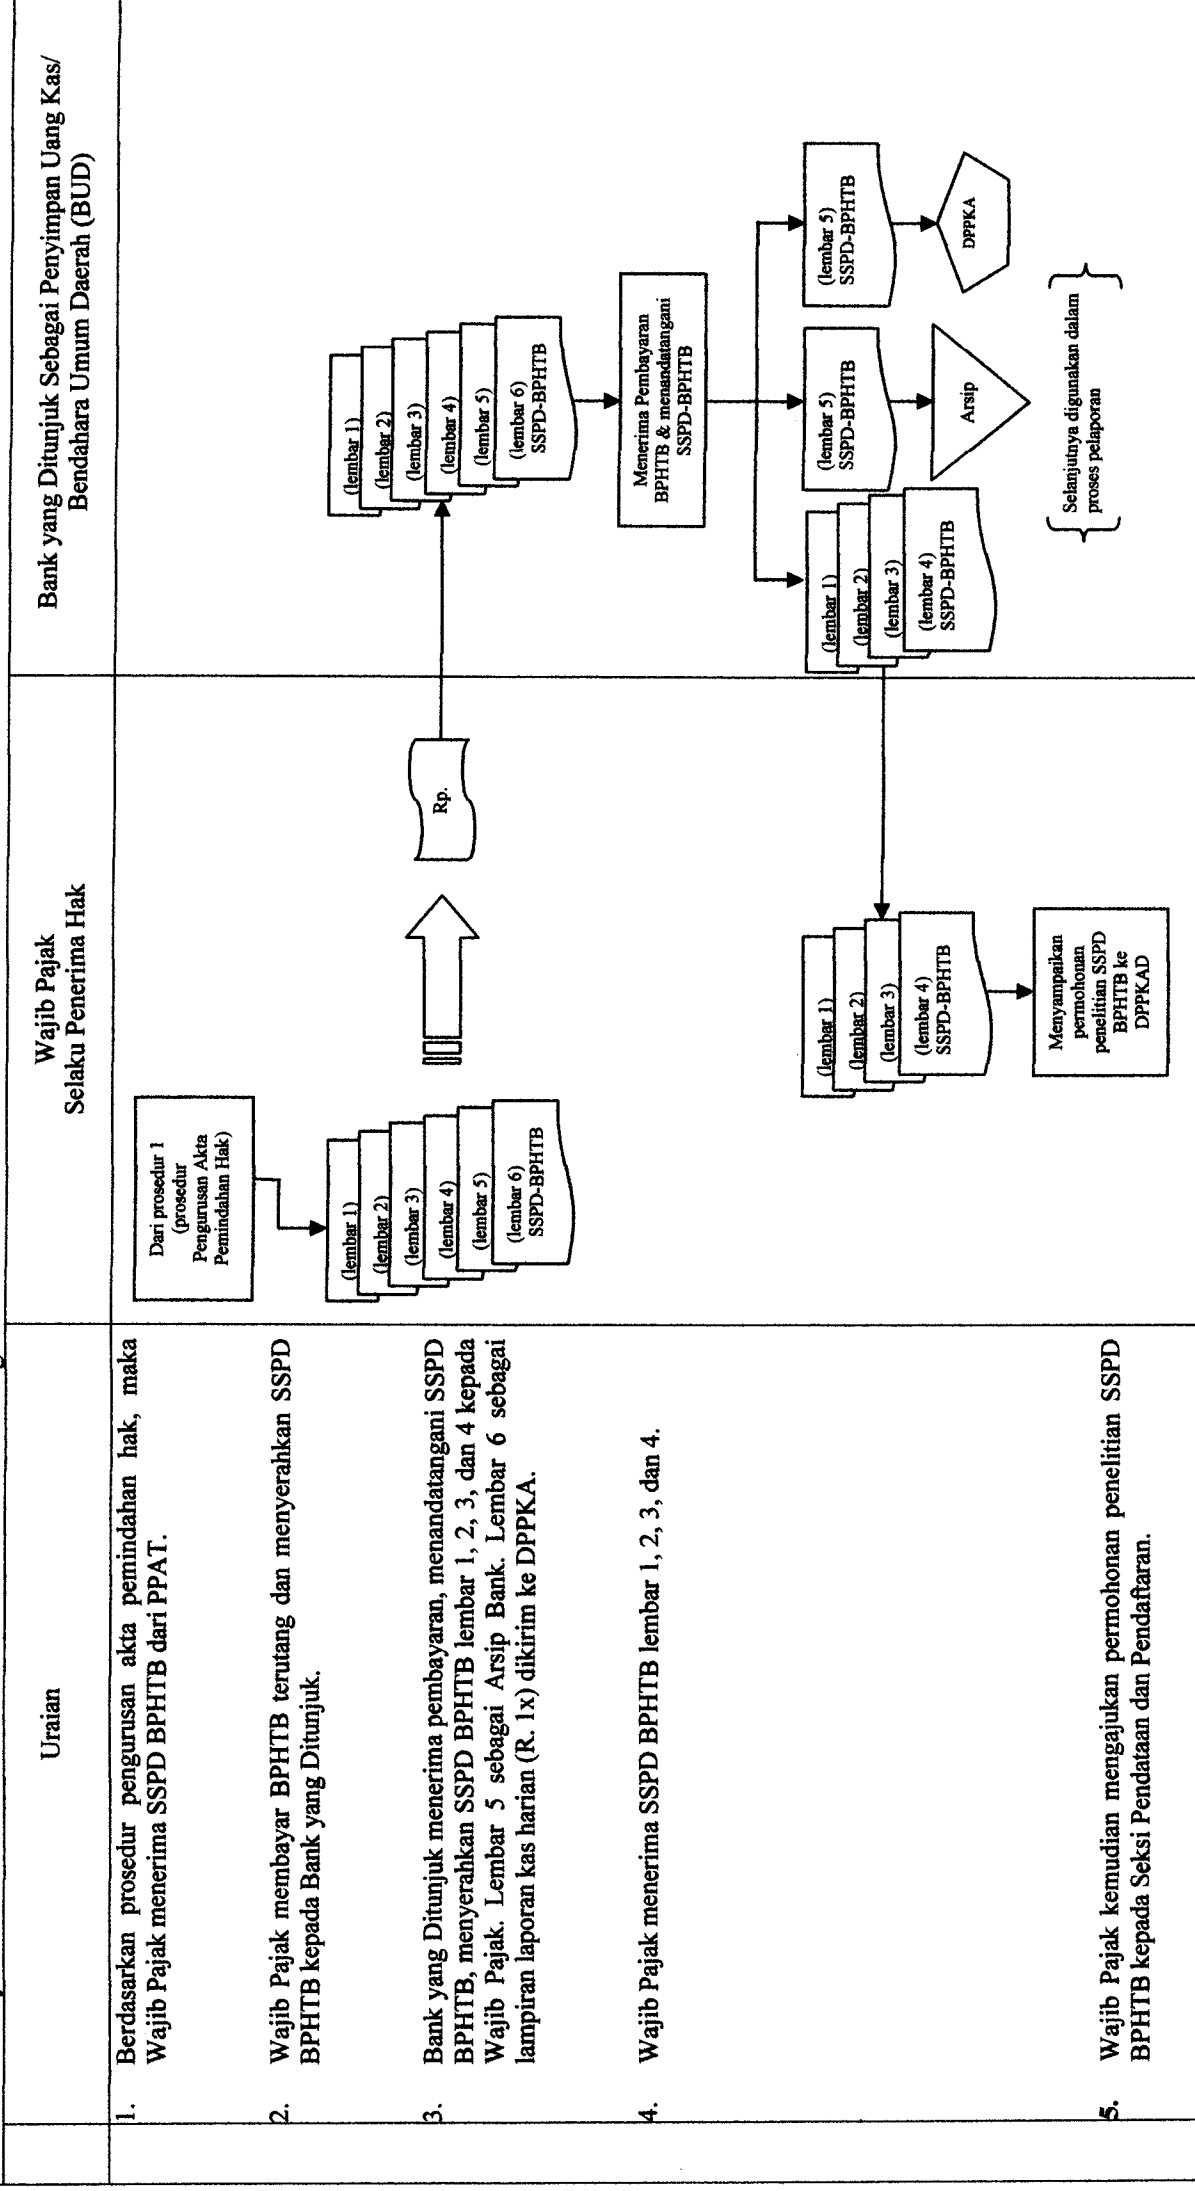 Uraian
Wajib Pajak
Selaku Penerima Hak
Bank yang Ditunjuk Sebagai Penyimpan Uang Kas/
Bendahara Umum Daerah (BUD)
1. Berdasarkan prosedur pengurusan akta pemindahan hak, maka
Wajib Pajak menerima SSPD BPHTB dari PPAT.
2. Wajib Pajak membayar BPHTB terutang dan menyerahkan SSPD
BPHTB kepada Bank yang Ditunjuk.
3. Bank yang Ditunjuk menerima pembayaran, menandatangani SSPD
BPHTB, menyerahkan SSPD BPHTB lembar 1, 2, 3, dan 4 kepada
Wajib Pajak. Lembar 5 sebagai Arsip Bank. Lembar 6 sebagai
lampiran laporan kas harian (R. 1x) dikirim ke DPPKA.
4. Wajib Pajak menerima SSPD BPHTB lembar 1, 2, 3, dan 4.
5. Wajib Pajak kemudian mengajukan permohonan penelitian SSPD
BPHTB kepada Seksi Pendataan dan Pendaftaran.
Dari prosedur 1
(prosedur
Pengurusan Akta
Pemindahan Hak)
(lembar 1)
(lembar 2)
(lembar 3)
(lembar 4)
(lembar 5)
(lembar 6)
SSPD-BPHTB
Rp.
(lembar 1)
(lembar 2)
(lembar 3)
(lembar 4)
SSPD-BPHTB
Menyampaikan
permohonan
penelitian SSPD
BPHTB ke
DPPKAD
(lembar 1)
(lembar 2)
(lembar 3)
(lembar 4)
(lembar 5)
(lembar 6)
SSPD-BPHTB
Menerima Pembayaran
BPHTB & menandatangani
SSPD-BPHTB
(lembar 1)
(lembar 2)
(lembar 3)
(lembar 4)
SSPD-BPHTB
(lembar 5)
SSPD-BPHTB
Arsip
(lembar 5)
SSPD-BPHTB
DPPKA
Selanjutnya digunakan dalam
proses pelaporan